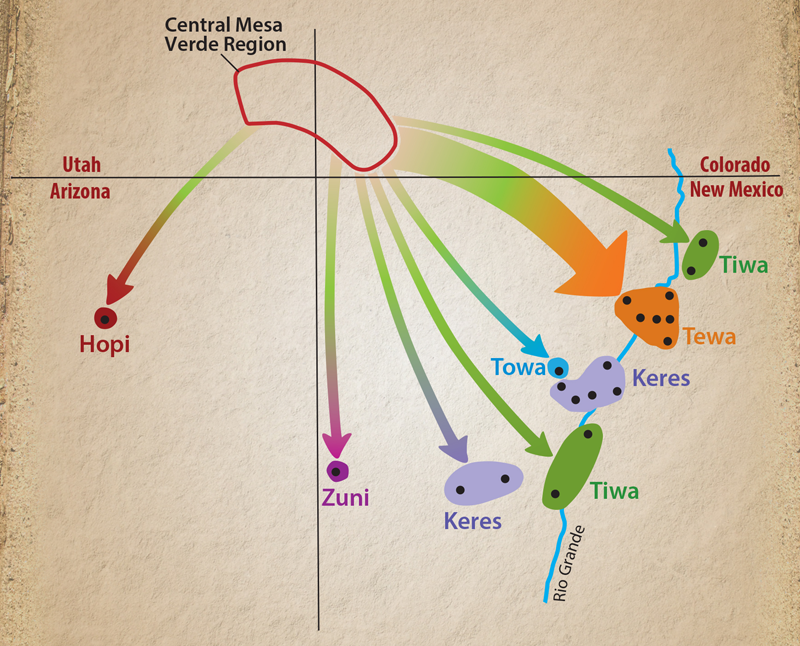 Central Mesa
Verde Region
Utah
Colorado
Arizona
New Mexico
Tiwa
Hopi
Tewa
Towa
Keres
Zuni
Keres
Tiwa
Rio Grande